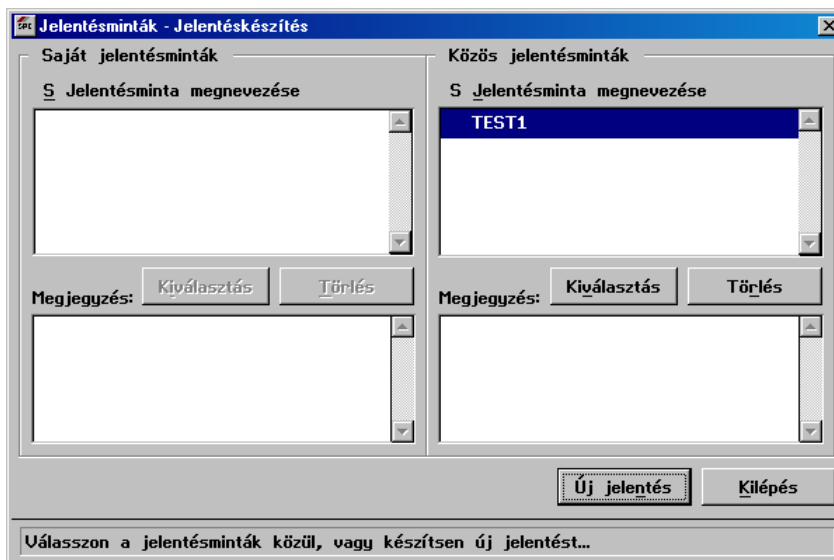 SPC Jelentésminták - Jelentéskészítés
Saját jelentésminták
S Jelentésminta megnevezése
Megjegyzés:
Kiválasztás
Törlés
Közös jelentésminták
S Jelentésminta megnevezése
TEST1
Megjegyzés:
Kiválasztás
Törlés
Új jelentés
Kilépés
Válasszon a jelentésminták közül, vagy készítsen új jelentést...